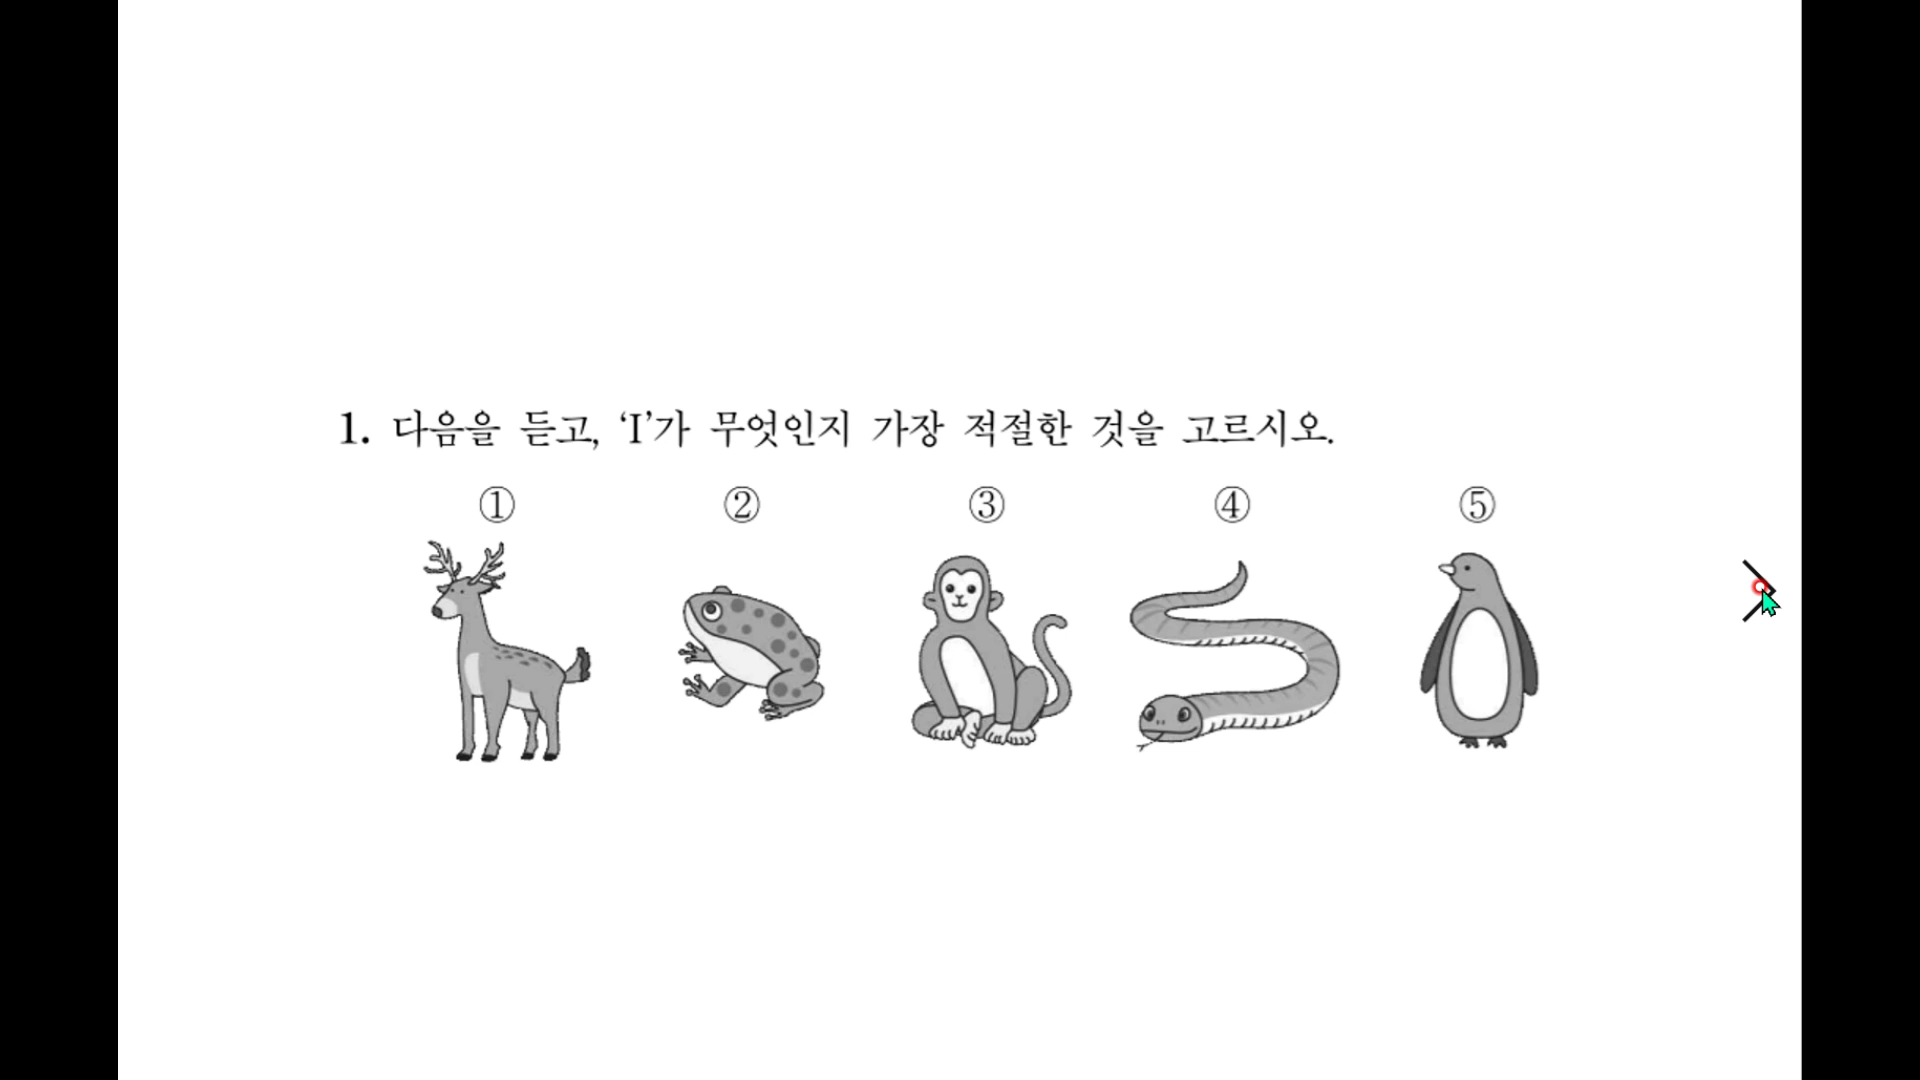 1. 다음을 듣고, ‘I’가 무엇인지 가장 적절한 것을 고르시오.
① ② ③ ④ ⑤